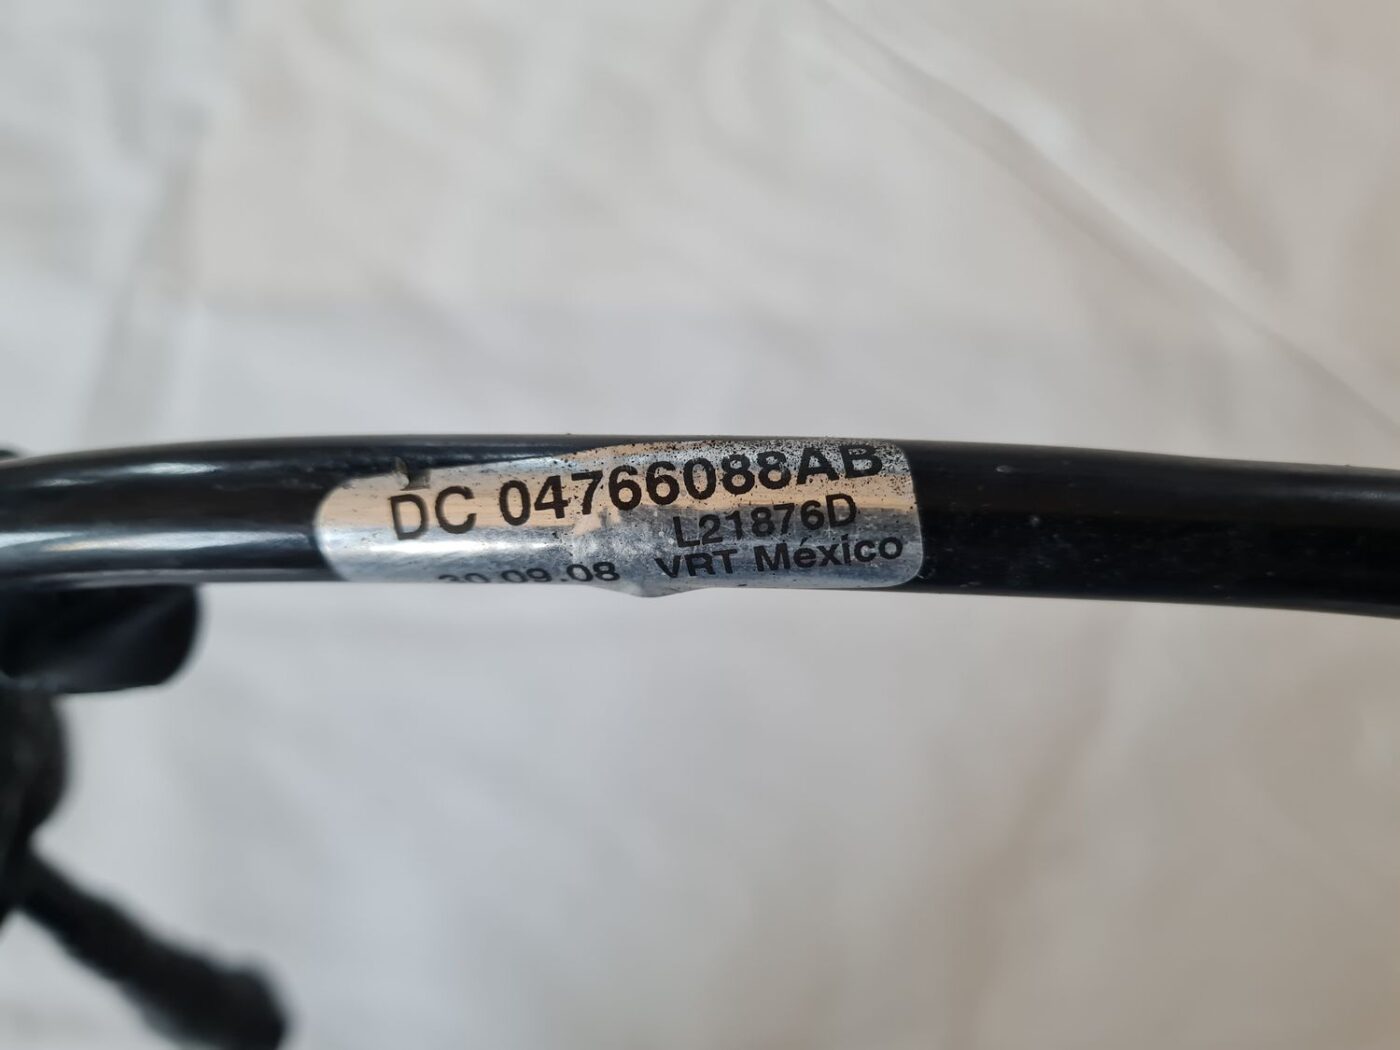 DC 04766088AB
L21876D
30.09.08 VRT México